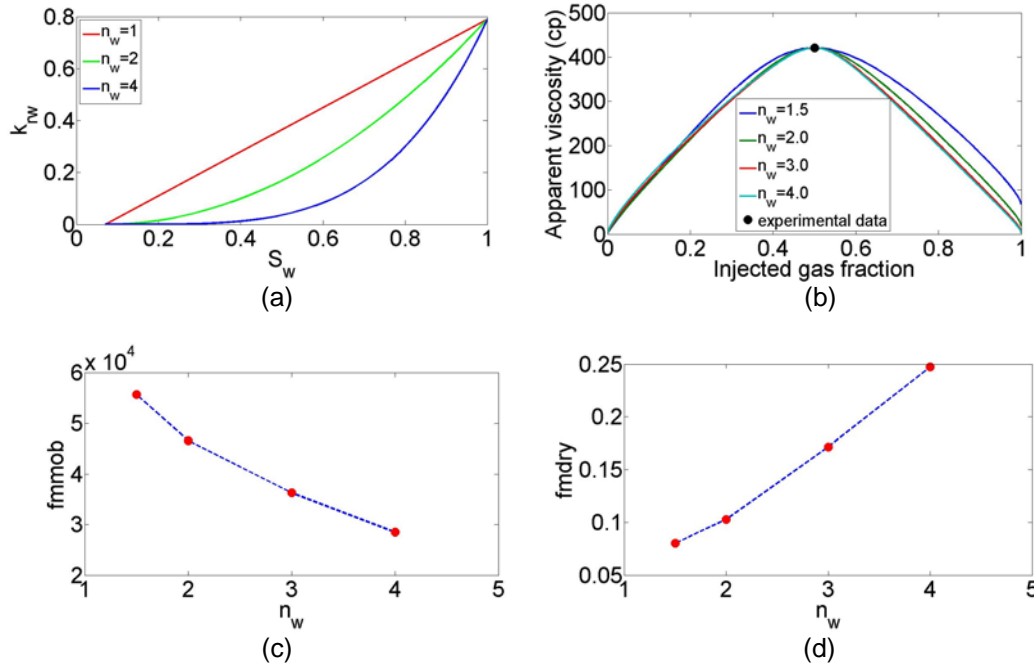 0.8
0.6
0.4
0.2
0
k_rw
n_w=1
n_w=2
n_w=4
0 0.2 0.4 0.6 0.8 1
S_w
(a)
500
400
300
200
100
0
Apparent viscosity (cp)
n_w=1.5
n_w=2.0
n_w=3.0
n_w=4.0
experimental data
0 0.2 0.4 0.6 0.8 1
Injected gas fraction
(b)
x 10^4
6
5
4
3
2
fmmob
1 2 3 4 5
n_w
(c)
0.25
0.2
0.15
0.1
0.05
fmdry
1 2 3 4 5
n_w
(d)